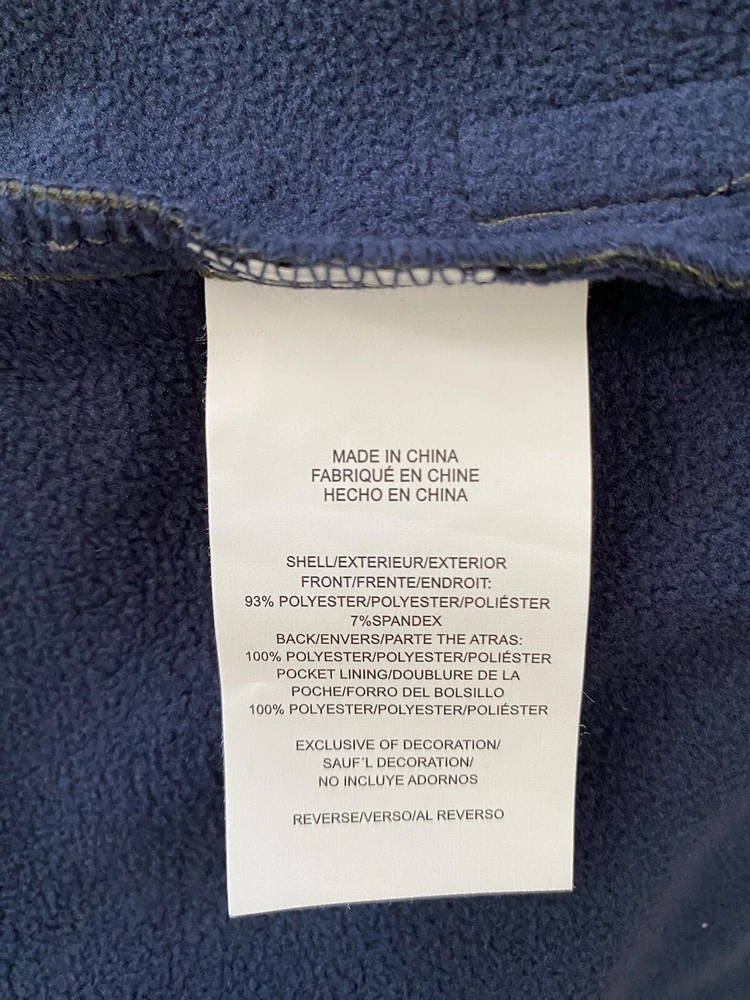 MADE IN CHINA
FABRIQUÉ EN CHINE
HECHO EN CHINA
SHELL/EXTERIEUR/EXTERIOR
FRONT/FRENTE/ENDROIT:
93% POLYESTER/POLYESTER/POLIÉSTER
7%SPANDEX
BACK/ENVERS/PARTE THE ATRAS:
100% POLYESTER/POLYESTER/POLIÉSTER
POCKET LINING/DOUBLURE DE LA
POCHE/FORRO DEL BOLSILLO
100% POLYESTER/POLYESTER/POLIÉSTER
EXCLUSIVE OF DECORATION/
SAUF´L DECORATION/
NO INCLUYE ADORNOS
REVERSE/VERSO/AL REVERSO